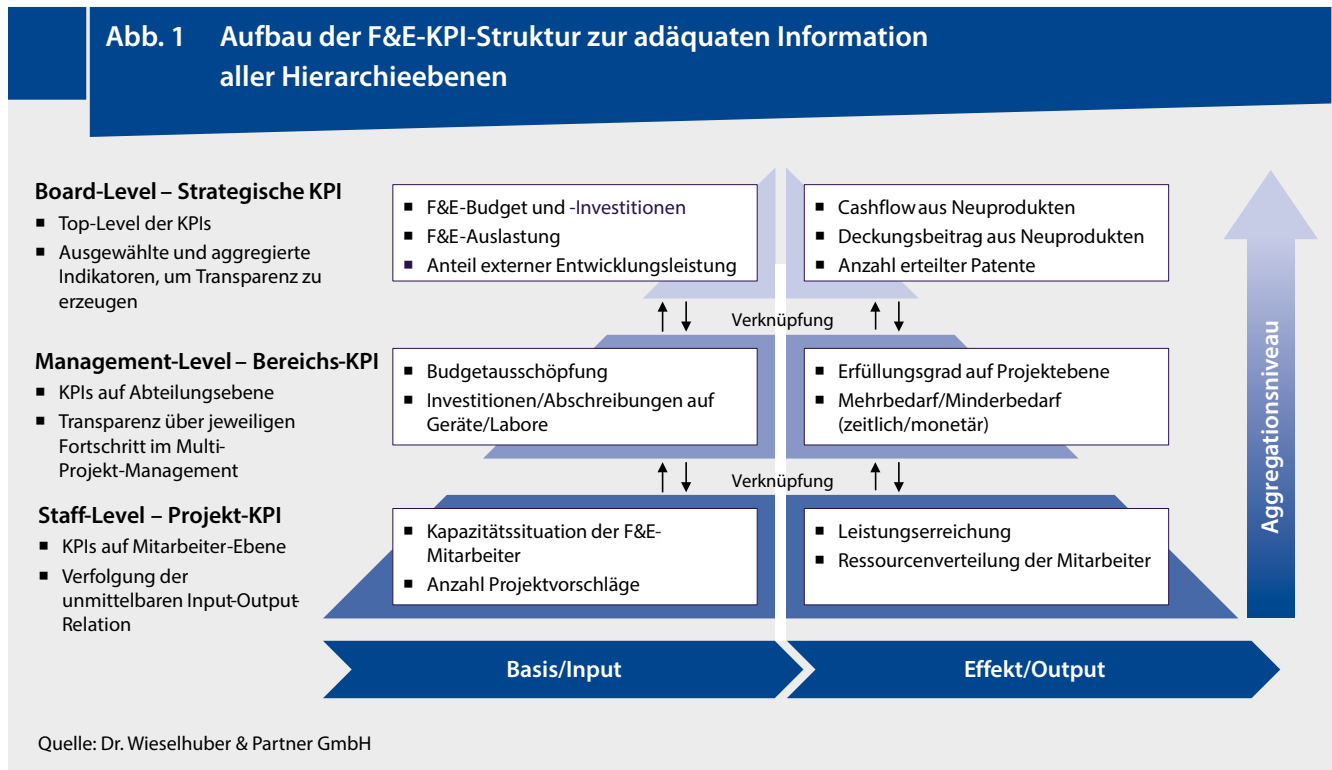 Abb. 1 Aufbau der F&E-KPI-Struktur zur adäquaten Information
aller Hierarchieebenen
Board-Level – Strategische KPI
■ Top-Level der KPIs
■ Ausgewählte und aggregierte
Indikatoren, um Transparenz zu
erzeugen
■ F&E-Budget und -Investitionen
■ F&E-Auslastung
■ Anteil externer Entwicklungsleistung
■ Cashflow aus Neuprodukten
■ Deckungsbeitrag aus Neuprodukten
■ Anzahl erteilter Patente
Verknüpfung
Management-Level – Bereichs-KPI
■ KPIs auf Abteilungsebene
■ Transparenz über jeweiligen
Fortschritt im Multi-
Projekt-Management
■ Budgetausschöpfung
■ Investitionen/Abschreibungen auf
Geräte/Labore
■ Erfüllungsgrad auf Projektebene
■ Mehrbedarf/Minderbedarf
(zeitlich/monetär)
Verknüpfung
Staff-Level – Projekt-KPI
■ KPIs auf Mitarbeiter-Ebene
■ Verfolgung der
unmittelbaren Input-Output-
Relation
■ Kapazitätssituation der F&E-
Mitarbeiter
■ Anzahl Projektvorschläge
■ Leistungserreichung
■ Ressourcenverteilung der Mitarbeiter
Aggregationsniveau
Basis/Input
Effekt/Output
Quelle: Dr. Wieselhuber & Partner GmbH